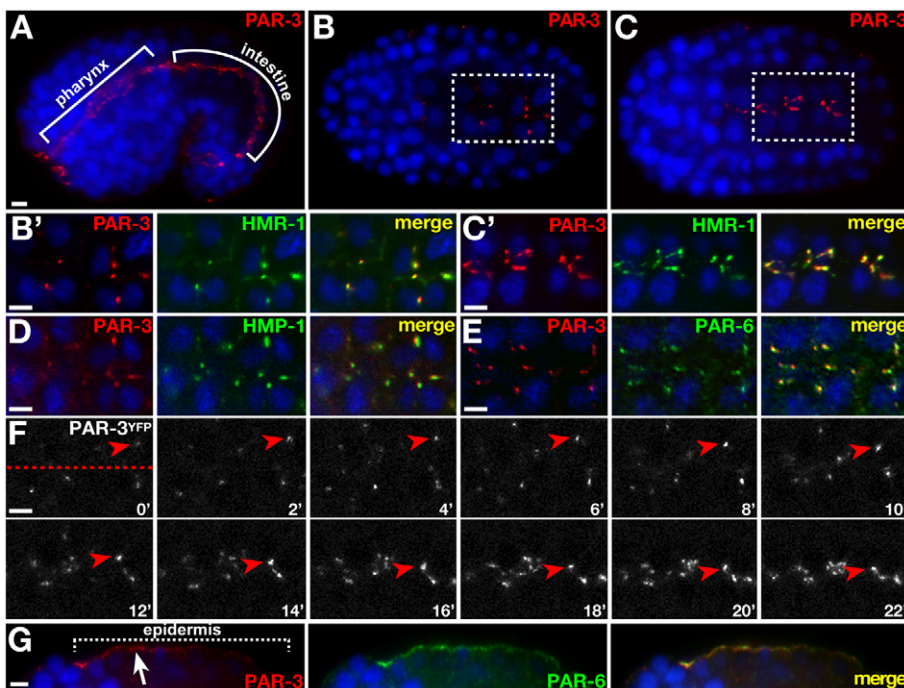 A PAR-3
pharynx
intestine
B PAR-3
C PAR-3
B' PAR-3 HMR-1 merge
C' PAR-3 HMR-1 merge
D PAR-3 HMP-1 merge
E PAR-3 PAR-6 merge
F PAR-3YFP
0' 2' 4' 6' 8' 10'
12' 14' 16' 18' 20' 22'
G epidermis
PAR-3 PAR-6 merge